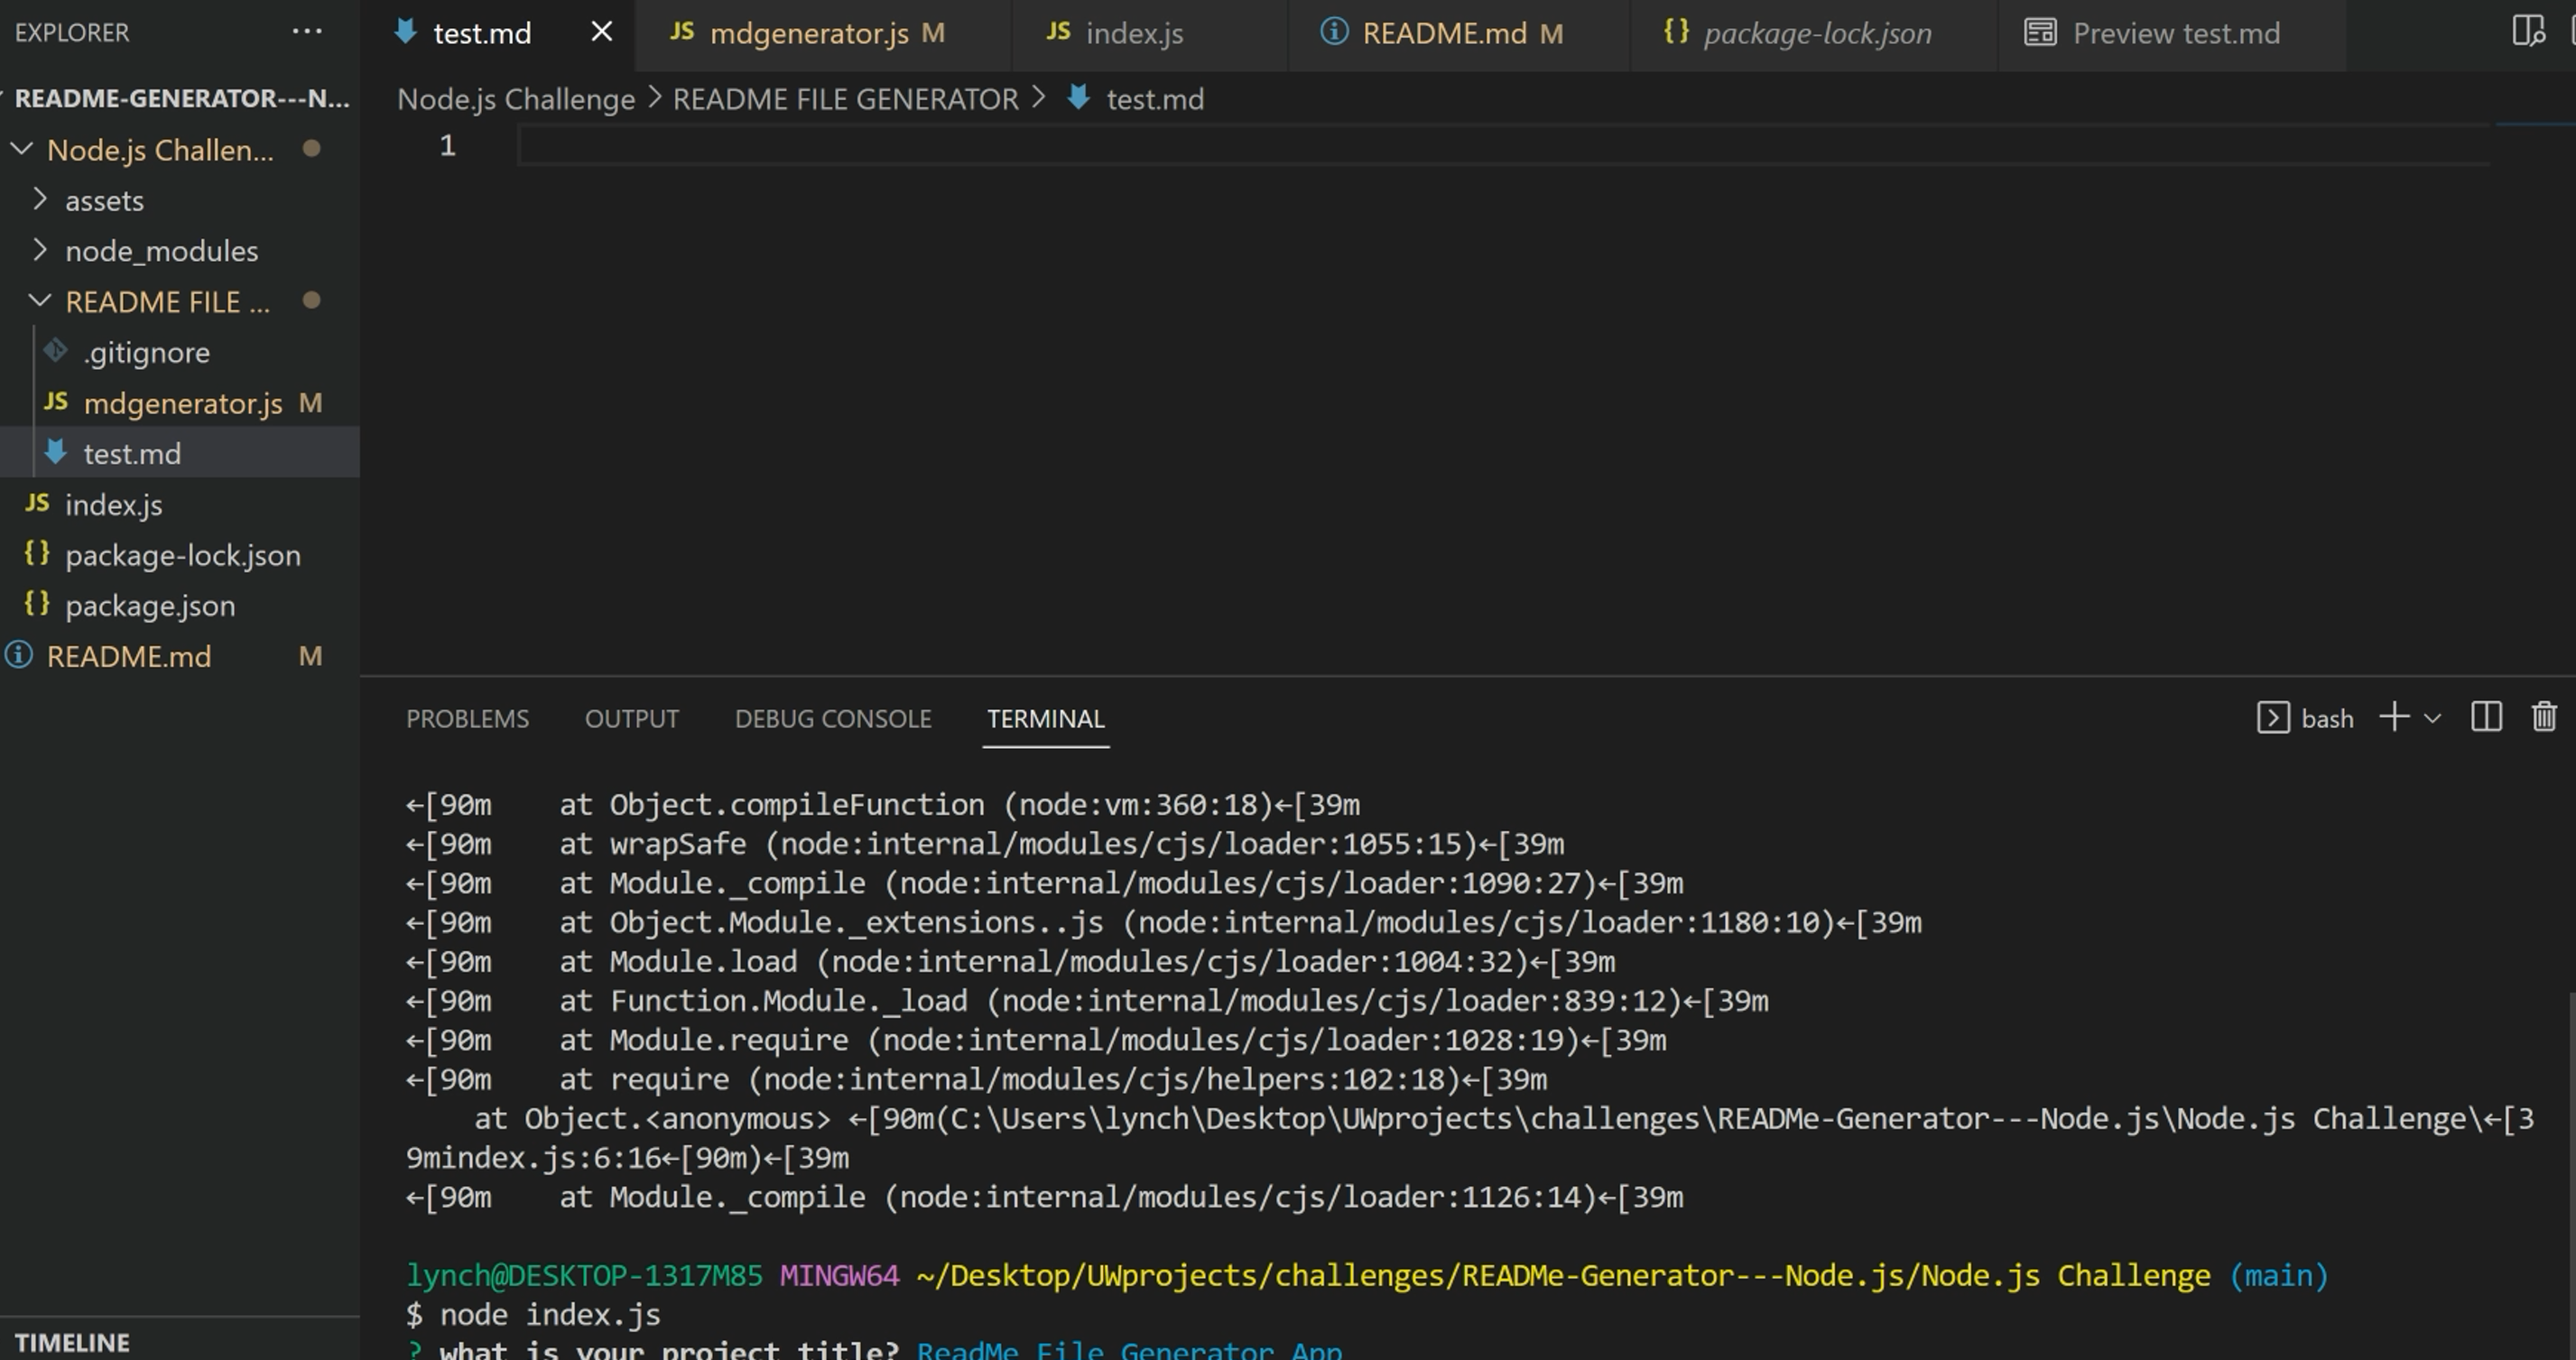 EXPLORER ...
README-GENERATOR---N...
Node.js Challen...
assets
node_modules
README FILE ...
.gitignore
JS mdgenerator.js M
test.md
JS index.js
{} package-lock.json
{} package.json
README.md M
TIMELINE
test.md JS mdgenerator.js M JS index.js README.md M {} package-lock.json Preview test.md
Node.js Challenge > README FILE GENERATOR > test.md
1
PROBLEMS OUTPUT DEBUG CONSOLE TERMINAL bash
←[90m    at Object.compileFunction (node:vm:360:18)←[39m
←[90m    at wrapSafe (node:internal/modules/cjs/loader:1055:15)←[39m
←[90m    at Module._compile (node:internal/modules/cjs/loader:1090:27)←[39m
←[90m    at Object.Module._extensions..js (node:internal/modules/cjs/loader:1180:10)←[39m
←[90m    at Module.load (node:internal/modules/cjs/loader:1004:32)←[39m
←[90m    at Function.Module._load (node:internal/modules/cjs/loader:839:12)←[39m
←[90m    at Module.require (node:internal/modules/cjs/loader:1028:19)←[39m
←[90m    at require (node:internal/modules/cjs/helpers:102:18)←[39m
    at Object.<anonymous> ←[90m(C:\Users\lynch\Desktop\UWprojects\challenges\READMe-Generator---Node.js\Node.js Challenge\←[3
9mindex.js:6:16←[90m)←[39m
←[90m    at Module._compile (node:internal/modules/cjs/loader:1126:14)←[39m
lynch@DESKTOP-1317M85 MINGW64 ~/Desktop/UWprojects/challenges/READMe-Generator---Node.js/Node.js Challenge (main)
$ node index.js
? what is your project title? ReadMe File Generator App